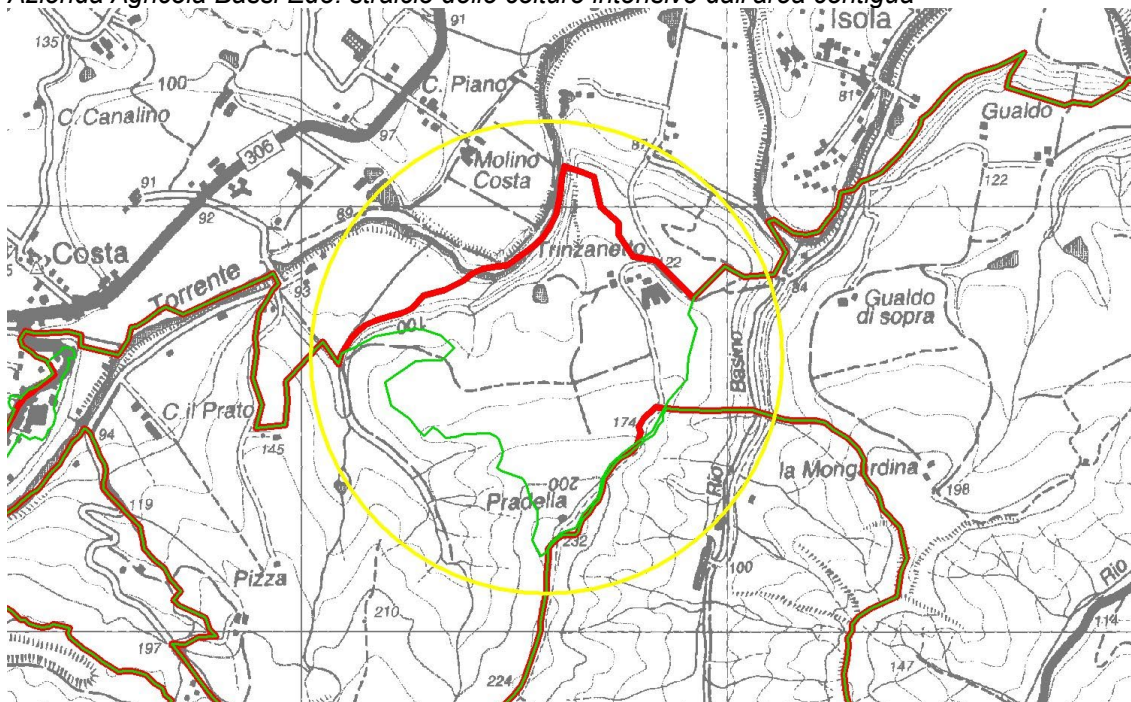 Azienda Agricola Bassi Edo: stralcio delle colture intensive dall'area contigua
Isola
91
135
100
C. Piano
81
C. Canalino
97
Gualdo
306
Molino
Costa
87
122
91
92
89
Costa
Trinzanello
122
Torrente
93
84
Gualdo
di sopra
100
Basino
C. il Prato
94
174
145
la Mongardina
119
200
198
Pradella
Rio
232
Pizza
100
210
Rio
114
197
147
224